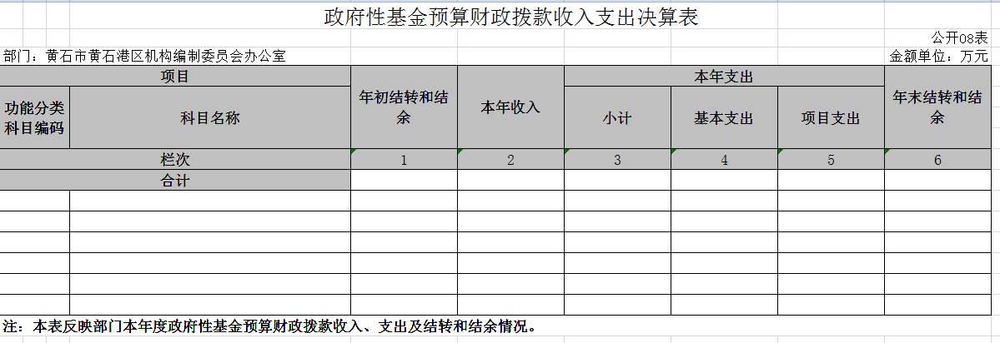 政府性基金预算财政拨款收入支出决算表
公开08表
部门：黄石市黄石港区机构编制委员会办公室 金额单位：万元
项目 年初结转和结余 本年收入 本年支出 年末结转和结余
功能分类科目编码 科目名称 小计 基本支出 项目支出
栏次 1 2 3 4 5 6
合计
注：本表反映部门本年度政府性基金预算财政拨款收入、支出及结转和结余情况。